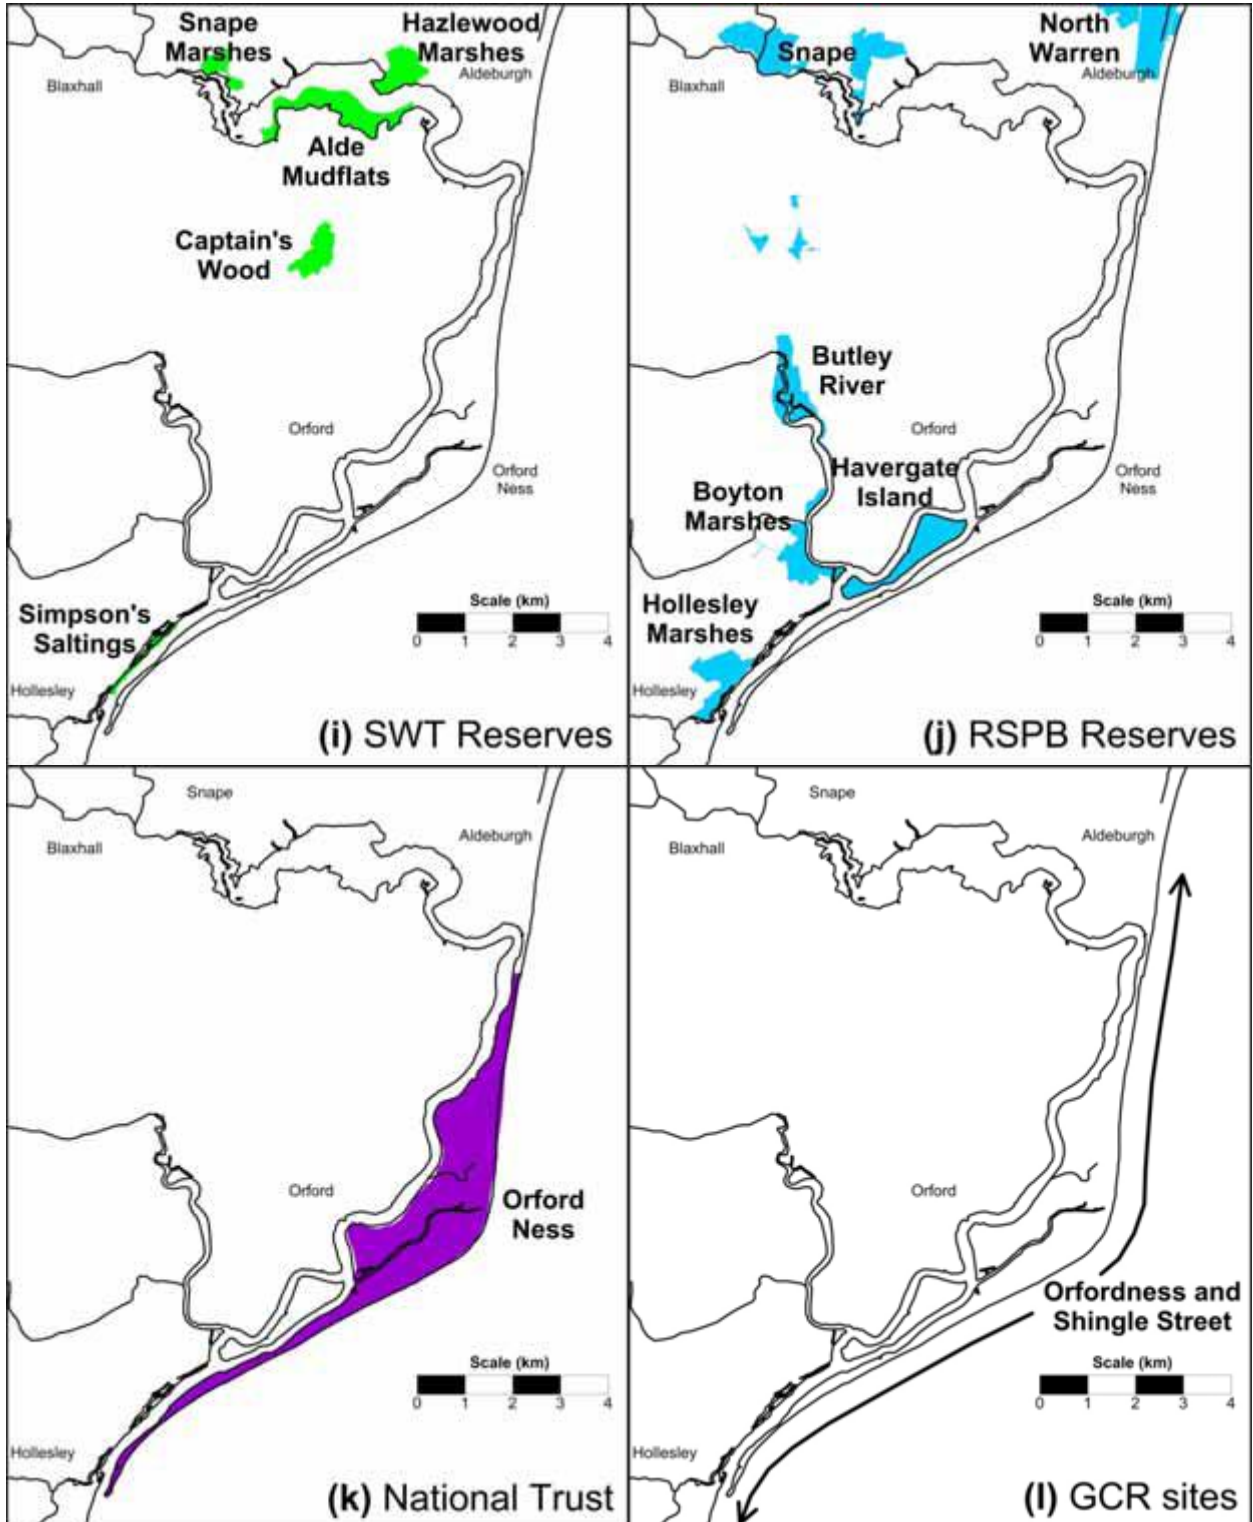 Snape
Marshes
Hazlewood
Marshes
Blaxhall
Aldeburgh
Alde
Mudflats
Captain's
Wood
Orford
Orford
Ness
Simpson's
Saltings
Scale (km)
0 1 2 3 4
Hollesley
(i) SWT Reserves
Snape
North
Warren
Blaxhall
Aldeburgh
Butley
River
Orford
Havergate
Island
Orford
Ness
Boyton
Marshes
Hollesley
Marshes
Scale (km)
0 1 2 3 4
Hollesley
(j) RSPB Reserves
Snape
Blaxhall
Aldeburgh
Orford
Orford
Ness
Scale (km)
0 1 2 3 4
Hollesley
(k) National Trust
Snape
Blaxhall
Aldeburgh
Orford
Orfordness and
Shingle Street
Scale (km)
0 1 2 3 4
Hollesley
(l) GCR sites